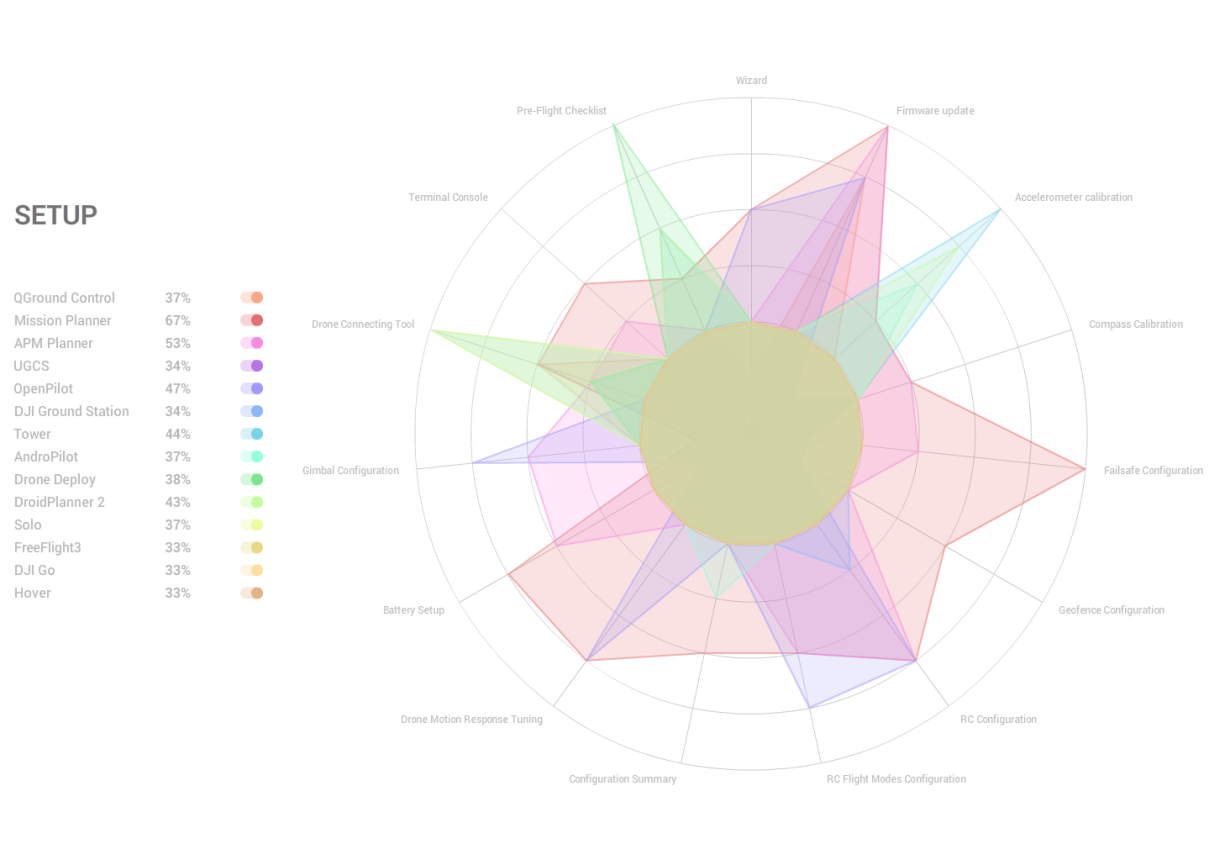 SETUP
QGround Control 37%
Mission Planner 67%
APM Planner 53%
UGCS 34%
OpenPilot 47%
DJI Ground Station 34%
Tower 44%
AndroPilot 37%
Drone Deploy 38%
DroidPlanner 2 43%
Solo 37%
FreeFlight3 33%
DJI Go 33%
Hover 33%
Wizard
Firmware update
Accelerometer calibration
Compass Calibration
Failsafe Configuration
Geofence Configuration
RC Configuration
RC Flight Modes Configuration
Configuration Summary
Drone Motion Response Tuning
Battery Setup
Gimbal Configuration
Drone Connecting Tool
Terminal Console
Pre-Flight Checklist